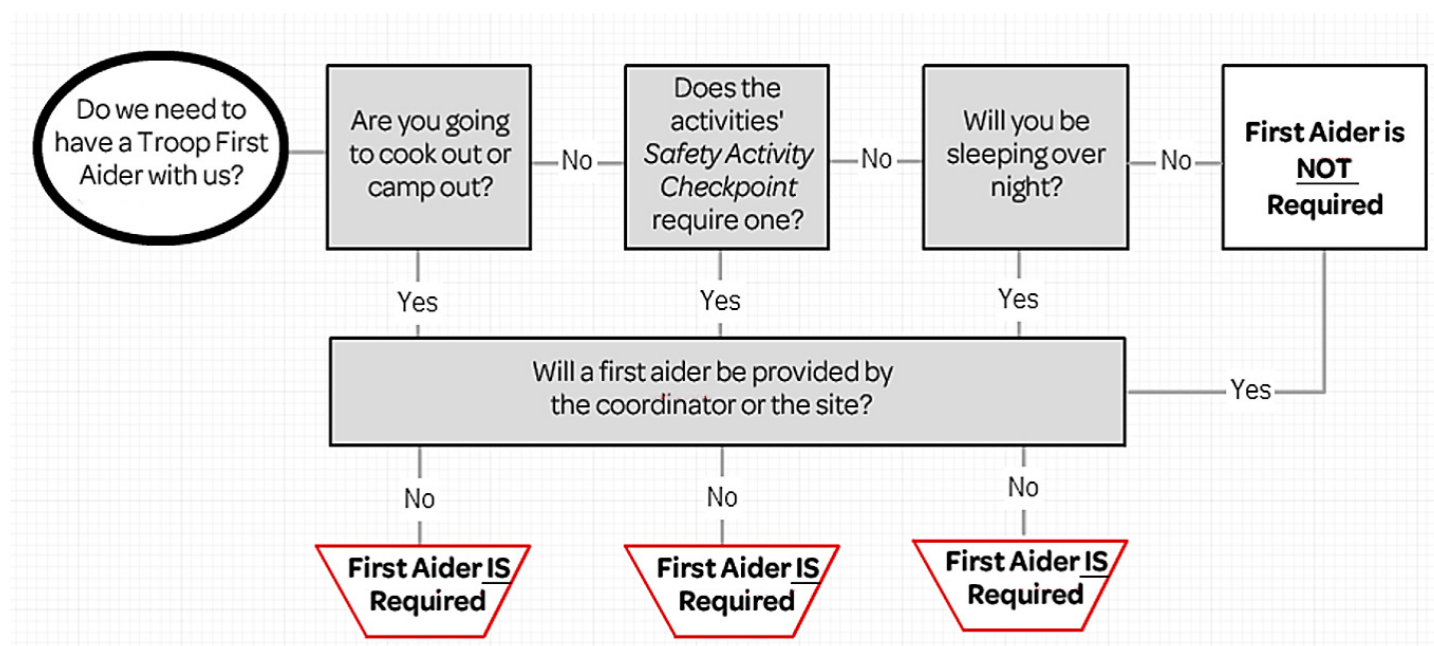 Do we need to
have a Troop First
Aider with us?
Are you going
to cook out or
camp out?
No
Does the
activities'
Safety Activity
Checkpoint
require one?
No
Will you be
sleeping over
night?
No
First Aider is
NOT
Required
Yes
Yes
Yes
Will a first aider be provided by
the coordinator or the site?
Yes
No
No
No
First Aider IS
Required
First Aider IS
Required
First Aider IS
Required